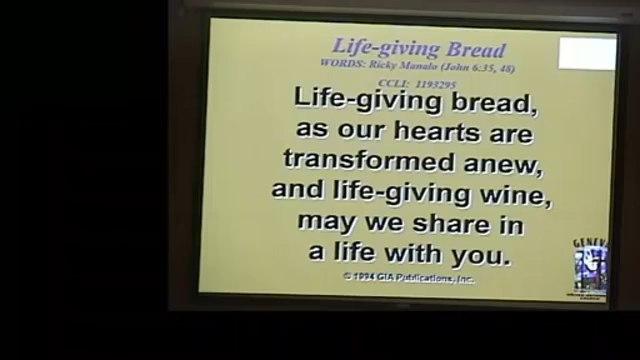 Life-giving Bread
WORDS: Ricky Manalo (John 6:35, 48)
CCLI: 1193295
Life-giving bread,
as our hearts are
transformed anew,
and life-giving wine,
may we share in
a life with you.
© 1994 GIA Publications, Inc.